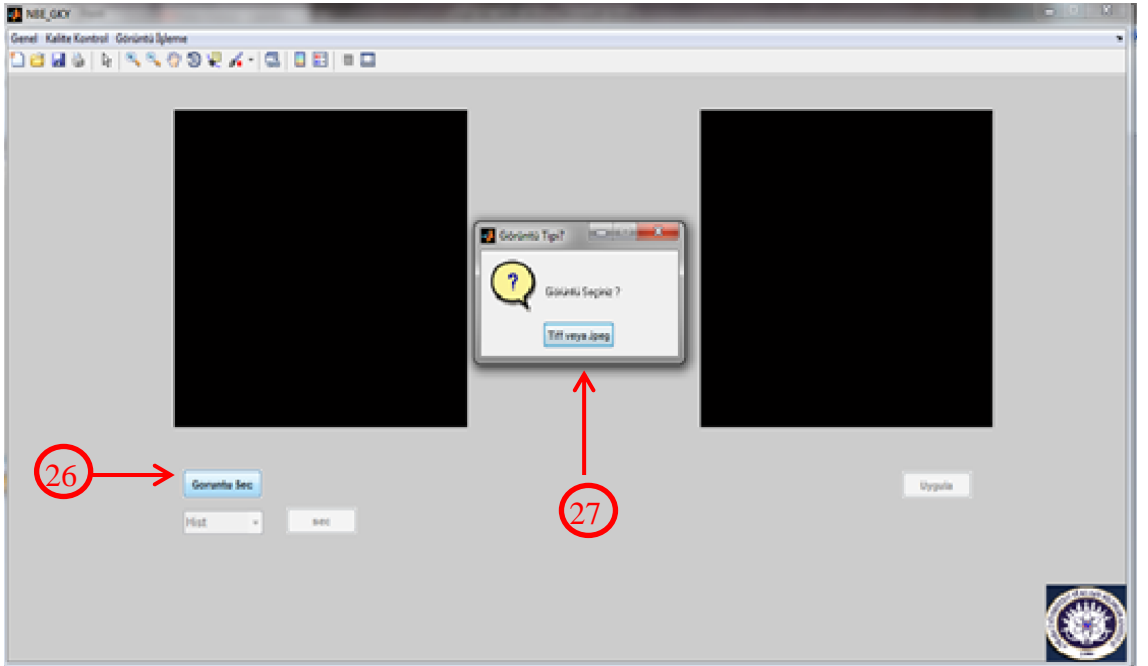 NBE_GKY
Genel Kalite Kontrol Görüntü İşleme
Görüntü Tipi?
?
Görüntü Seçiniz ?
Tiff veya Jpeg
26
Goruntu Sec
27
Uygula
Hist
sec